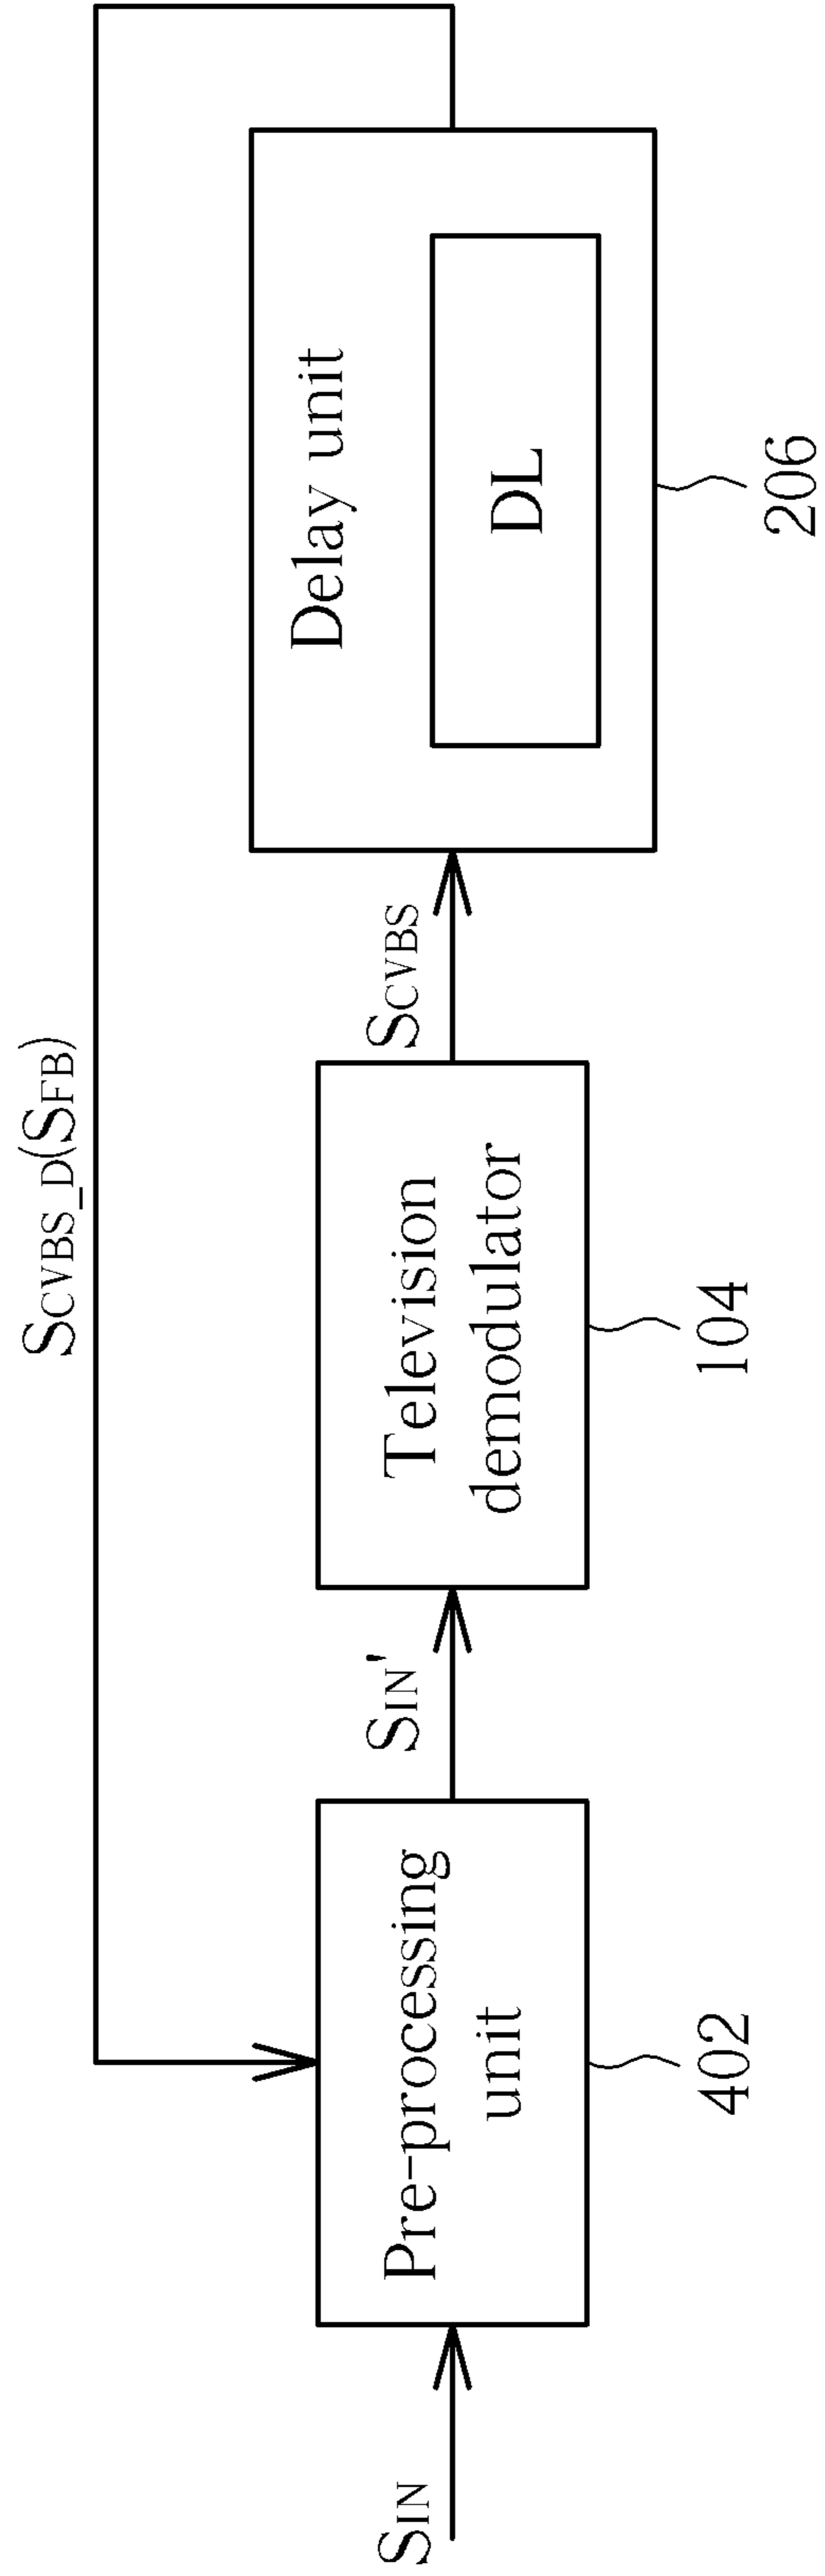 SCVBS_D(SFB)
SIN
Pre-processing
unit
402
SIN'
Television
demodulator
104
SCVBS
Delay unit
DL
206